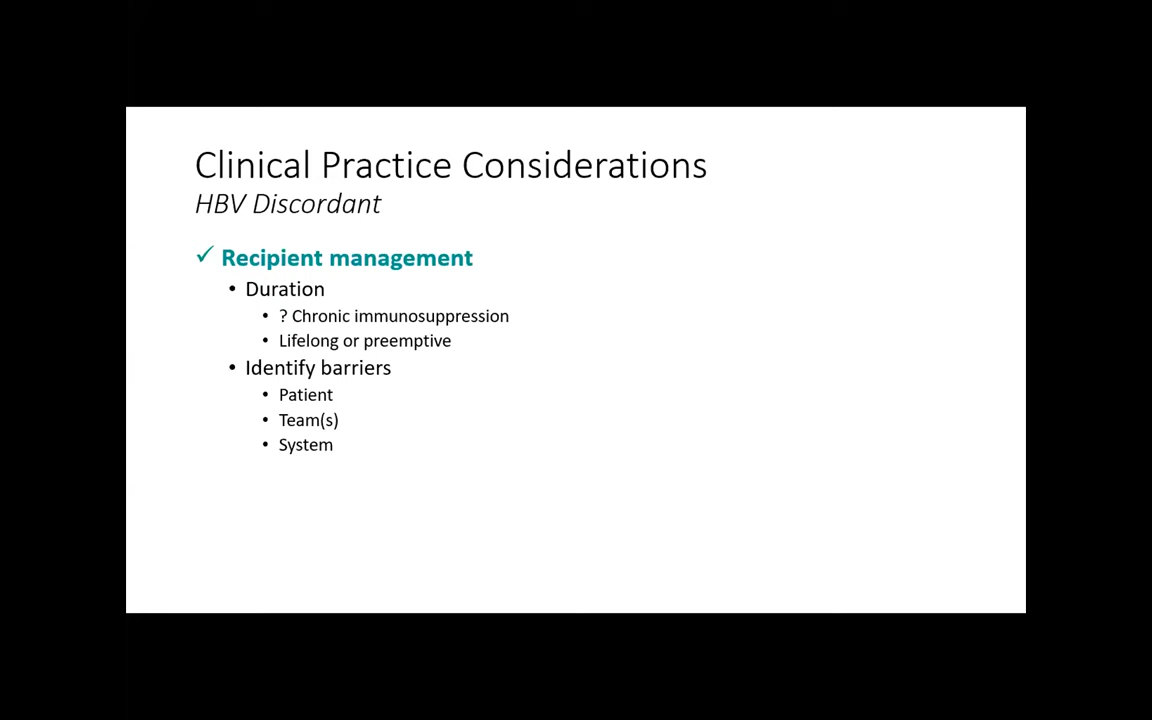 Clinical Practice Considerations
HBV Discordant
✓ Recipient management
• Duration
• ? Chronic immunosuppression
• Lifelong or preemptive
• Identify barriers
• Patient
• Team(s)
• System